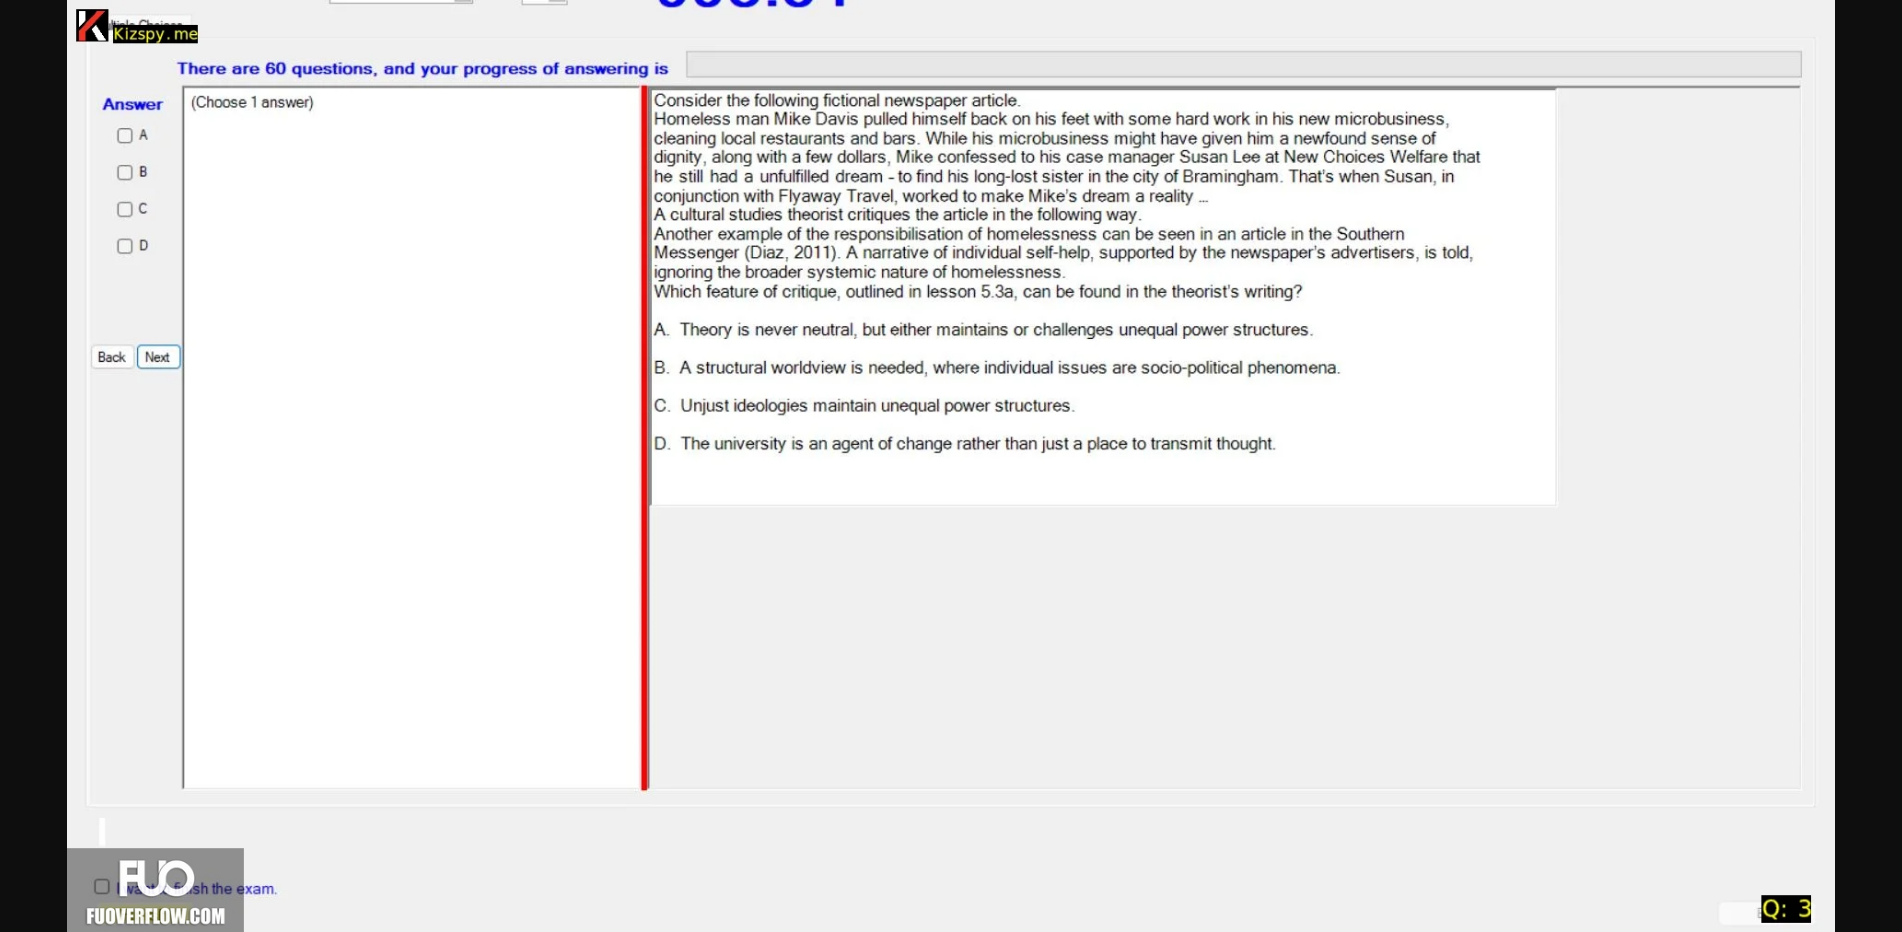 Kizspy.me
There are 60 questions, and your progress of answering is
Answer
(Choose 1 answer)
A
B
C
D
Back
Next
Consider the following fictional newspaper article.
Homeless man Mike Davis pulled himself back on his feet with some hard work in his new microbusiness,
cleaning local restaurants and bars. While his microbusiness might have given him a newfound sense of
dignity, along with a few dollars, Mike confessed to his case manager Susan Lee at New Choices Welfare that
he still had a unfulfilled dream - to find his long-lost sister in the city of Bramingham. That's when Susan, in
conjunction with Flyaway Travel, worked to make Mike's dream a reality ...
A cultural studies theorist critiques the article in the following way.
Another example of the responsibilisation of homelessness can be seen in an article in the Southern
Messenger (Diaz, 2011). A narrative of individual self-help, supported by the newspaper's advertisers, is told,
ignoring the broader systemic nature of homelessness.
Which feature of critique, outlined in lesson 5.3a, can be found in the theorist's writing?
A. Theory is never neutral, but either maintains or challenges unequal power structures.
B. A structural worldview is needed, where individual issues are socio-political phenomena.
C. Unjust ideologies maintain unequal power structures.
D. The university is an agent of change rather than just a place to transmit thought.
FUO
the exam.
FUOVERFLOW.COM
Q: 3